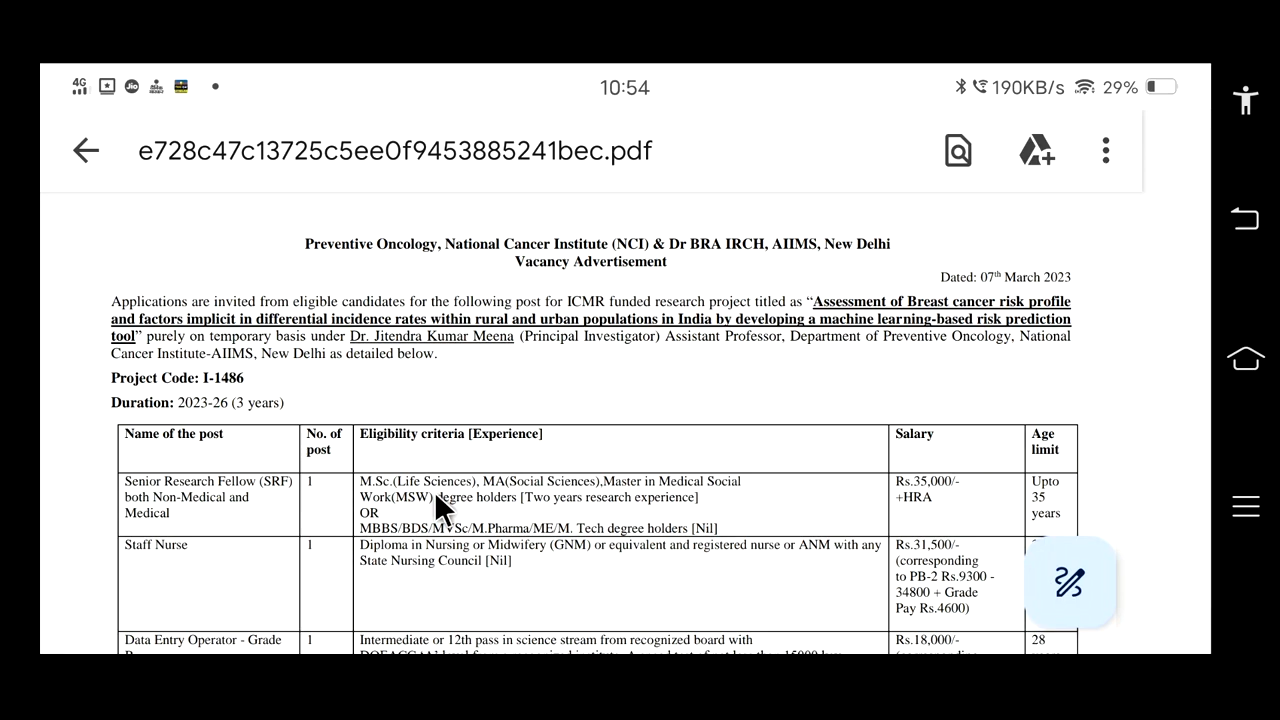 4G
Jio
10:54
190KB/s
29%
e728c47c13725c5ee0f9453885241bec.pdf
Preventive Oncology, National Cancer Institute (NCI) & Dr BRA IRCH, AIIMS, New Delhi
Vacancy Advertisement
Dated: 07th March 2023
Applications are invited from eligible candidates for the following post for ICMR funded research project titled as “Assessment of Breast cancer risk profile
and factors implicit in differential incidence rates within rural and urban populations in India by developing a machine learning-based risk prediction
tool” purely on temporary basis under Dr. Jitendra Kumar Meena (Principal Investigator) Assistant Professor, Department of Preventive Oncology, National
Cancer Institute-AIIMS, New Delhi as detailed below.
Project Code: I-1486
Duration: 2023-26 (3 years)
Name of the post
No. of
post
Eligibility criteria [Experience]
Salary
Age
limit
Senior Research Fellow (SRF)
both Non-Medical and
Medical
1
M.Sc.(Life Sciences), MA(Social Sciences),Master in Medical Social
Work(MSW) degree holders [Two years research experience]
OR
MBBS/BDS/MVSc/M.Pharma/ME/M. Tech degree holders [Nil]
Rs.35,000/-
+HRA
Upto
35
years
Staff Nurse
1
Diploma in Nursing or Midwifery (GNM) or equivalent and registered nurse or ANM with any
State Nursing Council [Nil]
Rs.31,500/-
(corresponding
to PB-2 Rs.9300 -
34800 + Grade
Pay Rs.4600)
Data Entry Operator - Grade
1
Intermediate or 12th pass in science stream from recognized board with
Rs.18,000/-
28